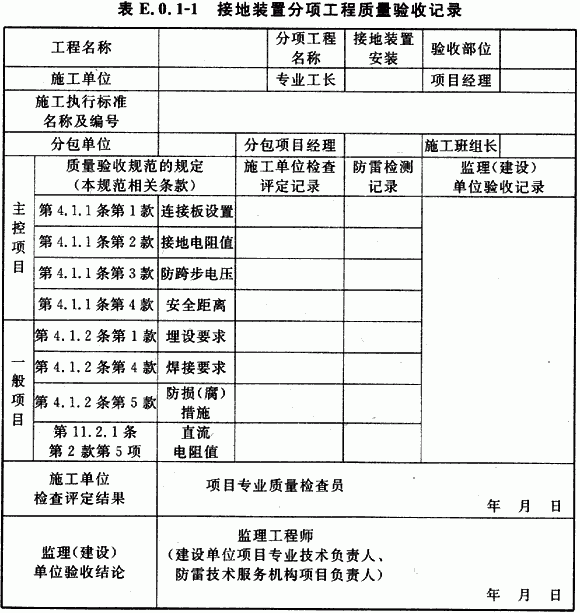 表 E.0.1-1 接地装置分项工程质量验收记录
工程名称
分项工程
名称
接地装置
安装
验收部位
施工单位
专业工长
项目经理
施工执行标准
名称及编号
分包单位
分包项目经理
施工班组长
主控项目
质量验收规范的规定
(本规范相关条款)
施工单位检查
评定记录
防雷检测
记录
监理(建设)
单位验收记录
第 4.1.1 条第 1 款 连接板设置
第 4.1.1 条第 2 款 接地电阻值
第 4.1.1 条第 3 款 防跨步电压
第 4.1.1 条第 4 款 安全距离
一般项目
第 4.1.2 条第 1 款 埋设要求
第 4.1.2 条第 4 款 焊接要求
第 4.1.2 条第 5 款 防损(腐)
措施
第 11.2.1 条
第 2 款第 5 项
直流
电阻值
施工单位
检查评定结果
项目专业质量检查员
年 月 日
监理(建设)
单位验收结论
监理工程师
(建设单位项目专业技术负责人、
防雷技术服务机构项目负责人)
年 月 日